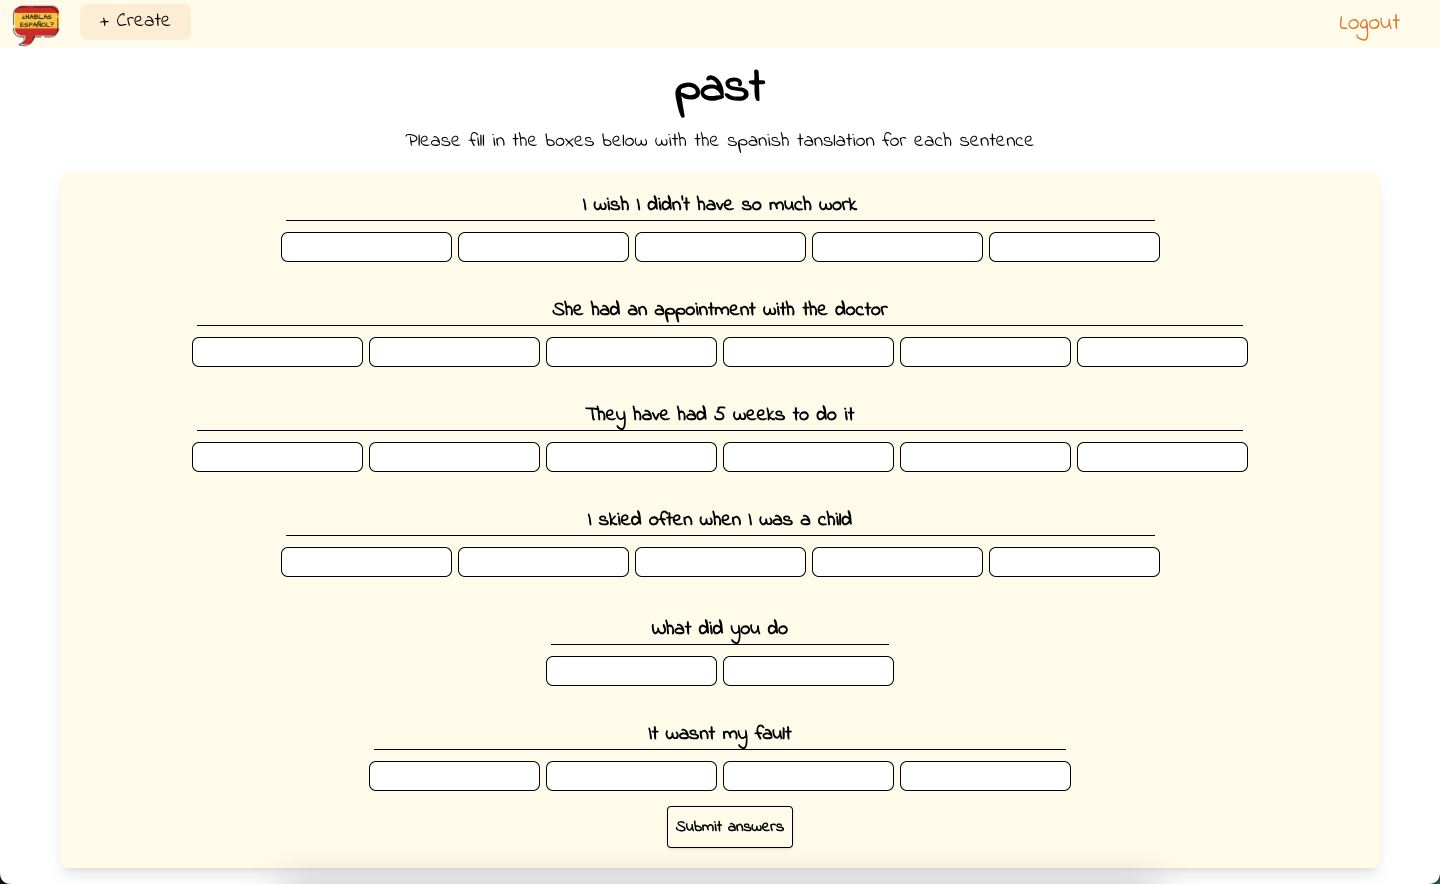 ¿HABLAS
ESPAÑOL?
+ Create
Logout
past
Please fill in the boxes below with the spanish tanslation for each sentence
I wish I didn't have so much work
She had an appointment with the doctor
They have had 5 weeks to do it
I skied often when I was a child
What did you do
It wasnt my fault
Submit answers